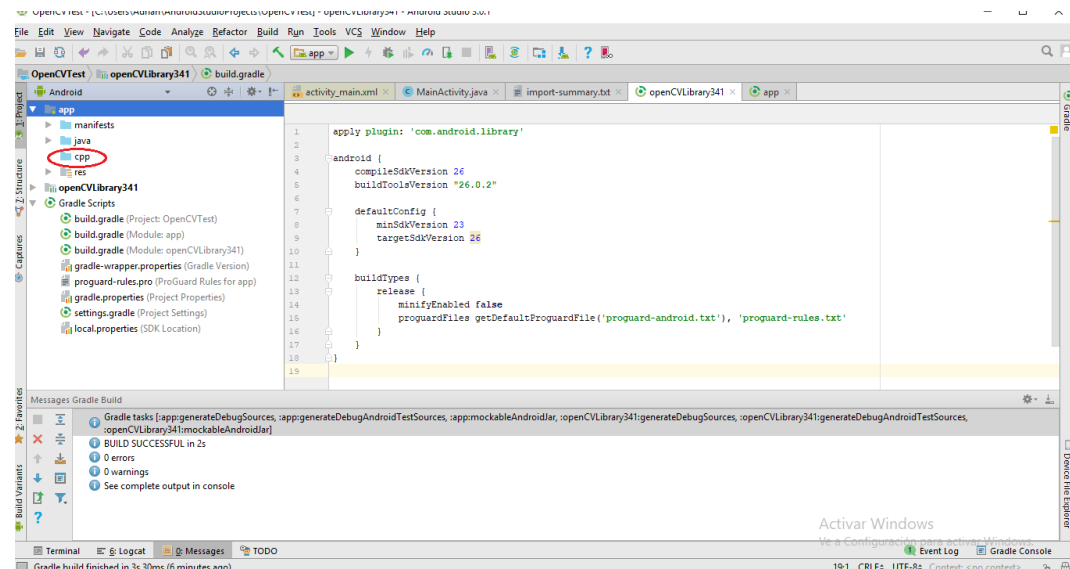 OpenCVTest - [C:\Users\Adrian\AndroidStudioProjects\OpenCVTest] - openCVLibrary341 - Android Studio 3.0.1
File Edit View Navigate Code Analyze Refactor Build Run Tools VCS Window Help
app
OpenCVTest openCVLibrary341 build.gradle
Android
activity_main.xml MainActivity.java import-summary.txt openCVLibrary341 app
1: Project
Gradle
app
manifests
java
cpp
res
openCVLibrary341
Gradle Scripts
build.gradle (Project: OpenCVTest)
build.gradle (Module: app)
build.gradle (Module: openCVLibrary341)
gradle-wrapper.properties (Gradle Version)
proguard-rules.pro (ProGuard Rules for app)
gradle.properties (Project Properties)
settings.gradle (Project Settings)
local.properties (SDK Location)
Z: Structure
Captures
1 apply plugin: 'com.android.library'
2
3 android {
4 compileSdkVersion 26
5 buildToolsVersion "26.0.2"
6
7 defaultConfig {
8 minSdkVersion 23
9 targetSdkVersion 26
10 }
11
12 buildTypes {
13 release {
14 minifyEnabled false
15 proguardFiles getDefaultProguardFile('proguard-android.txt'), 'proguard-rules.txt'
16 }
17 }
18 }
19
2: Favorites
Build Variants
Messages Gradle Build
Gradle tasks [:app:generateDebugSources, :app:generateDebugAndroidTestSources, :app:mockableAndroidJar, :openCVLibrary341:generateDebugSources, :openCVLibrary341:generateDebugAndroidTestSources,
:openCVLibrary341:mockableAndroidJar]
BUILD SUCCESSFUL in 2s
0 errors
0 warnings
See complete output in console
Device File Explorer
Activar Windows
Ve a Configuración para activar Windows.
Terminal 6: Logcat 0: Messages TODO
1 Event Log Gradle Console
Gradle build finished in 3s 30ms (6 minutes ago)
19:1 CRLF UTF-8 Context: <no context>